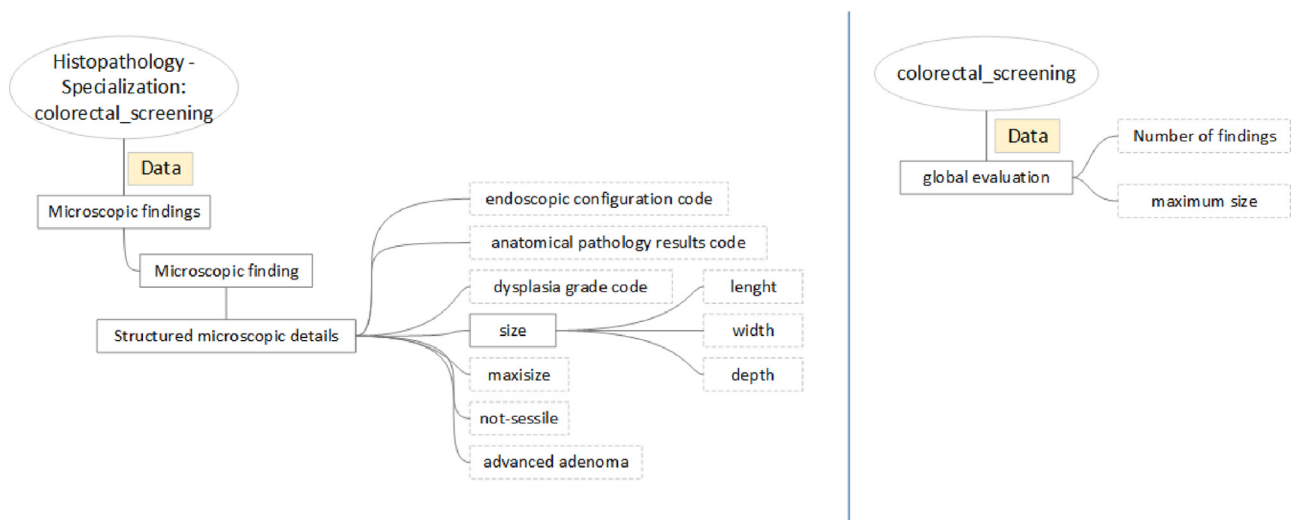 Histopathology -
Specialization:
colorectal_screening
Data
Microscopic findings
Microscopic finding
Structured microscopic details
endoscopic configuration code
anatomical pathology results code
dysplasia grade code
size
maxisize
not-sessile
advanced adenoma
lenght
width
depth
colorectal_screening
Data
global evaluation
Number of findings
maximum size